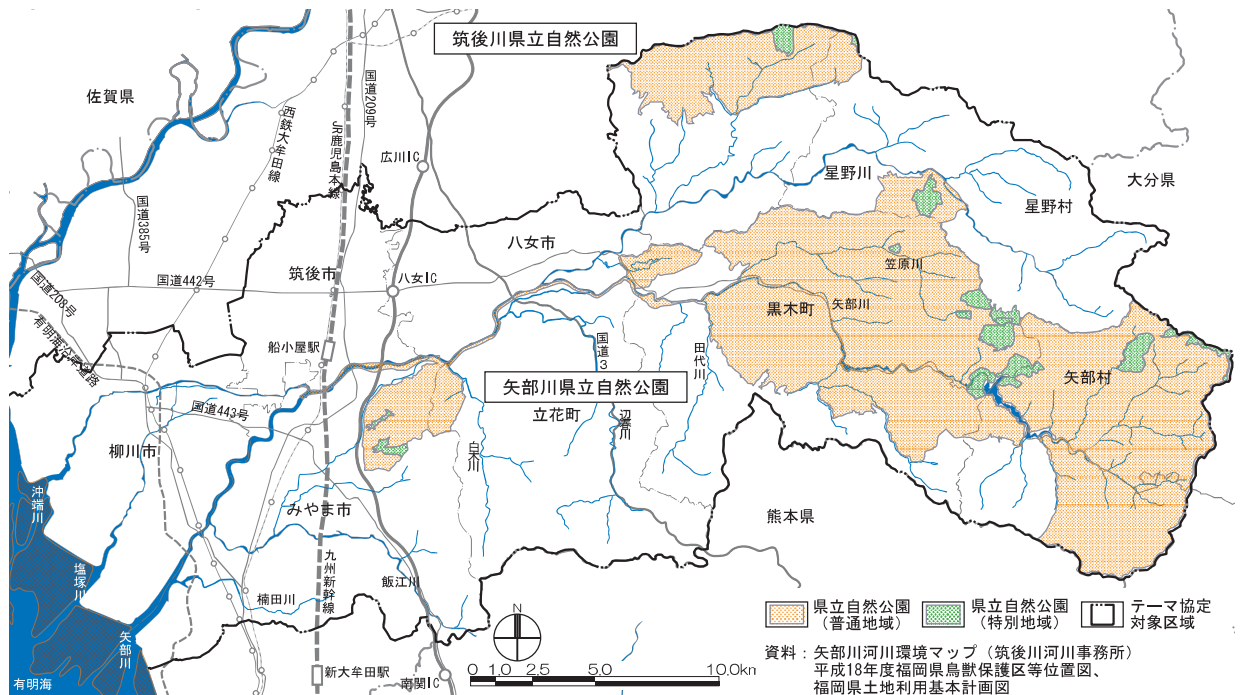 筑後川県立自然公園
佐賀県
西鉄大牟田線
国道209号
JR鹿児島本線
広川IC
国道385号
星野川
大分県
星野村
八女市
筑後市
八女IC
国道442号
国道208号
有明海沿岸道路
笠原川
黒木町
矢部川
船小屋駅
国道3
田代川
矢部村
矢部川県立自然公園
立花町
辺春川
国道443号
柳川市
白木川
沖端川
みやま市
熊本県
塩塚川
九州新幹線
飯江川
楠田川
矢部川
有明海
新大牟田駅
南関IC
N
0 1.0 2.5 5.0 10.0kn
県立自然公園
(普通地域)
県立自然公園
(特別地域)
テーマ協定
対象区域
資料：矢部川河川環境マップ（筑後川河川事務所）
平成18年度福岡県鳥獣保護区等位置図、
福岡県土地利用基本計画図